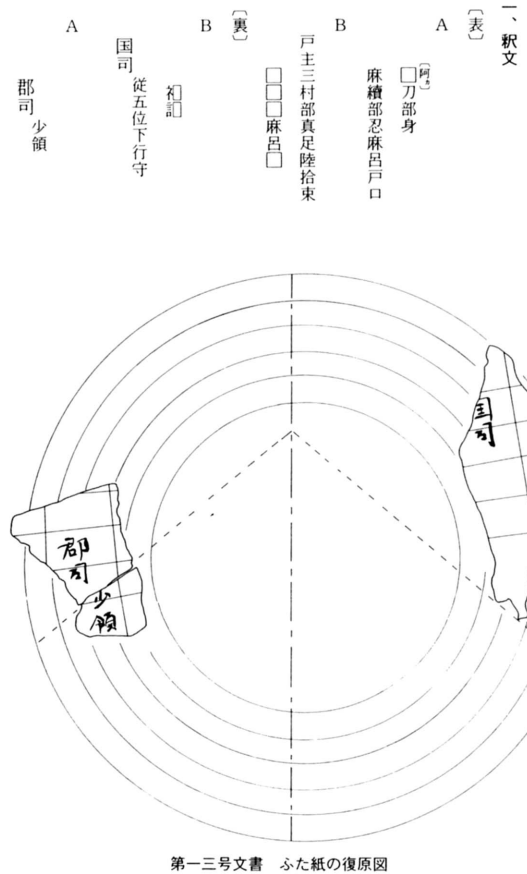 一、釈文
〔表〕
A
〔阿ヵ〕
□刀部身
麻續部忍麻呂戸口
B
戸主三村部真足陸拾束
□□□麻呂□
〔裏〕
B
国司
従五位下行守
A
郡司
少領
国司
郡司
少領
第一三号文書 ふた紙の復原図